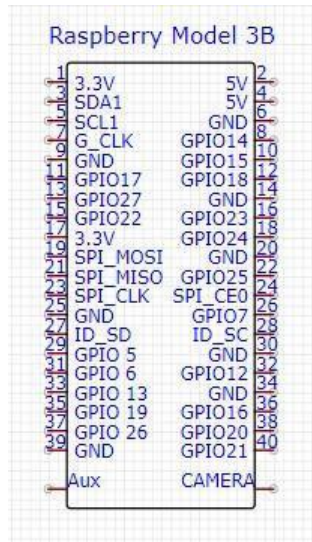 Raspberry Model 3B
1 3.3V 5V 2
3 SDA1 5V 4
5 SCL1 GND 6
7 G_CLK GPIO14 8
9 GND GPIO15 10
11 GPIO17 GPIO18 12
13 GPIO27 GND 14
15 GPIO22 GPIO23 16
17 3.3V GPIO24 18
19 SPI_MOSI GND 20
21 SPI_MISO GPIO25 22
23 SPI_CLK SPI_CE0 24
25 GND GPIO7 26
27 ID_SD ID_SC 28
29 GPIO 5 GND 30
31 GPIO 6 GPIO12 32
33 GPIO 13 GND 34
35 GPIO 19 GPIO16 36
37 GPIO 26 GPIO20 38
39 GND GPIO21 40
Aux CAMERA